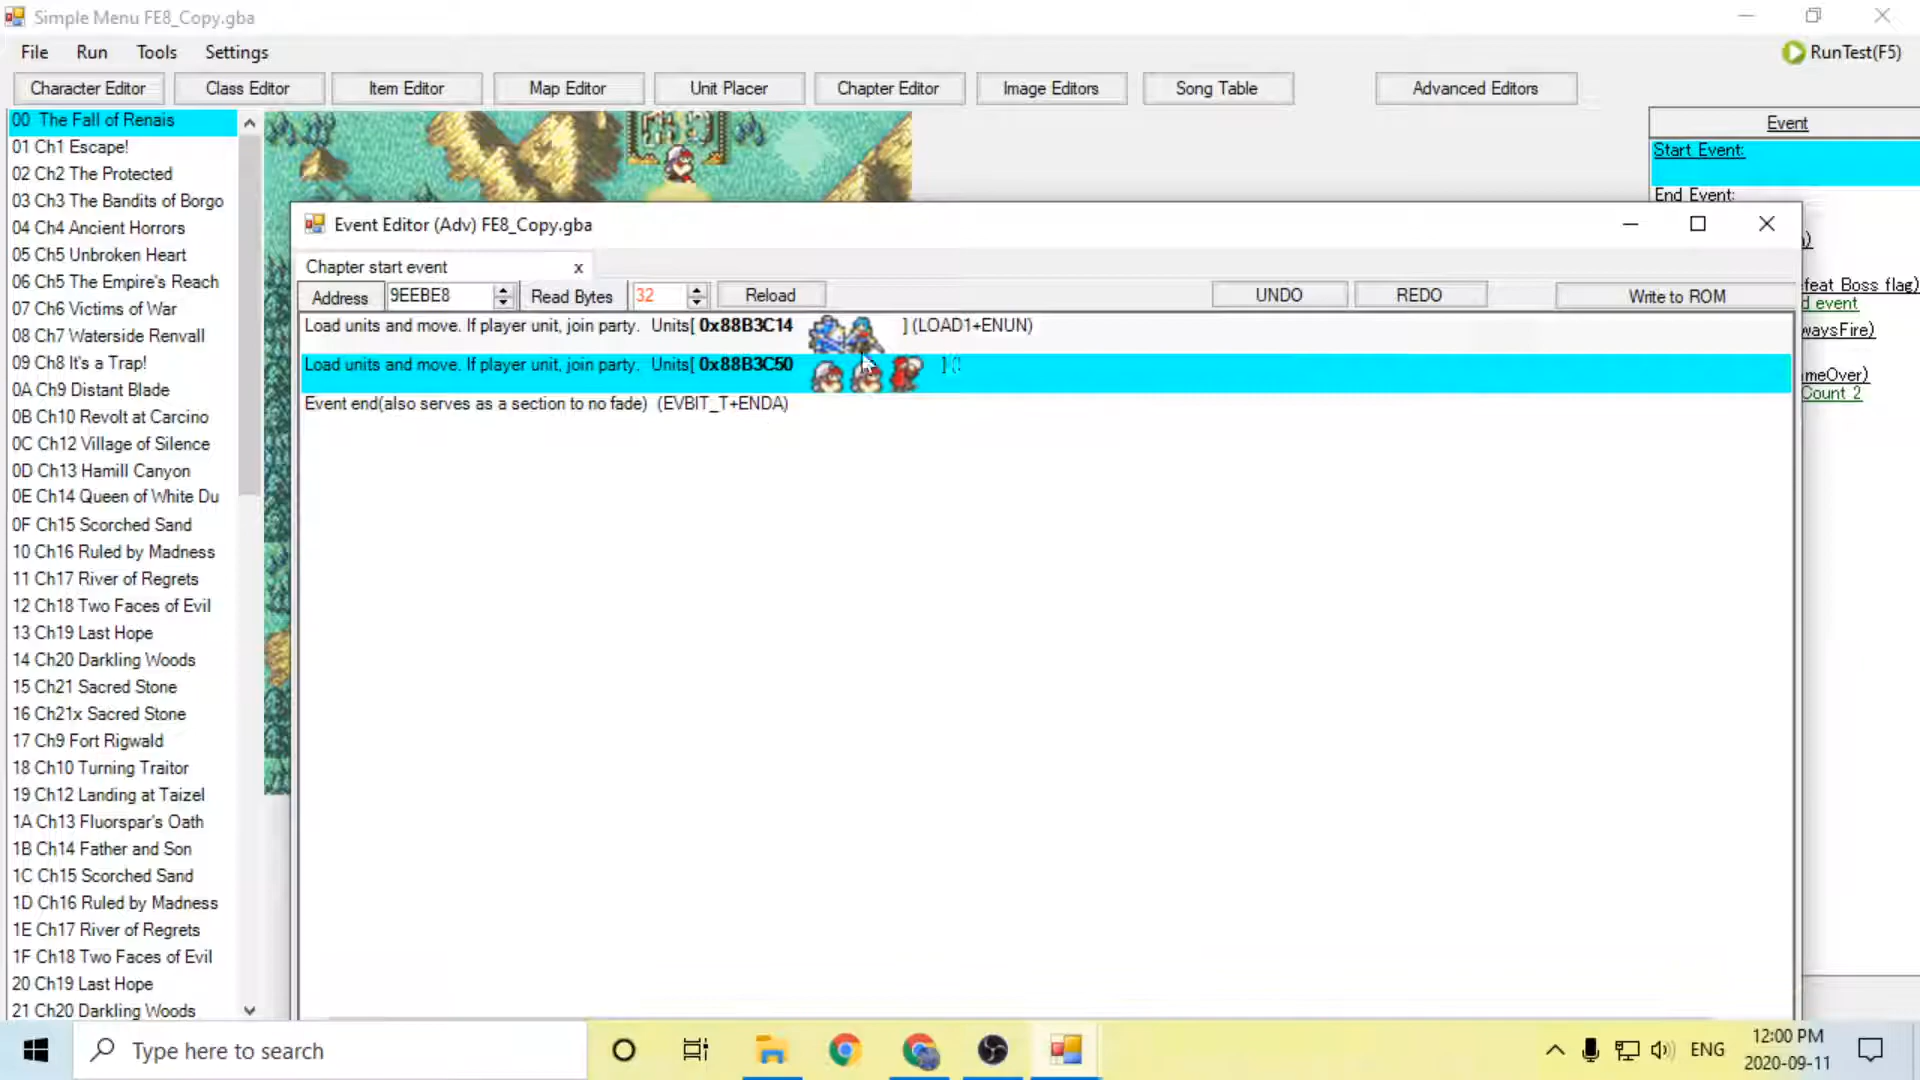 Simple Menu FE8_Copy.gba
File Run Tools Settings
RunTest(F5)
Character Editor Class Editor Item Editor Map Editor Unit Placer Chapter Editor Image Editors Song Table Advanced Editors
00 The Fall of Renais
01 Ch1 Escape!
02 Ch2 The Protected
03 Ch3 The Bandits of Borgo
04 Ch4 Ancient Horrors
05 Ch5 Unbroken Heart
06 Ch5 The Empire's Reach
07 Ch6 Victims of War
08 Ch7 Waterside Renvall
09 Ch8 It's a Trap!
0A Ch9 Distant Blade
0B Ch10 Revolt at Carcino
0C Ch12 Village of Silence
0D Ch13 Hamill Canyon
0E Ch14 Queen of White Du
0F Ch15 Scorched Sand
10 Ch16 Ruled by Madness
11 Ch17 River of Regrets
12 Ch18 Two Faces of Evil
13 Ch19 Last Hope
14 Ch20 Darkling Woods
15 Ch21 Sacred Stone
16 Ch21x Sacred Stone
17 Ch9 Fort Rigwald
18 Ch10 Turning Traitor
19 Ch12 Landing at Taizel
1A Ch13 Fluorspar's Oath
1B Ch14 Father and Son
1C Ch15 Scorched Sand
1D Ch16 Ruled by Madness
1E Ch17 River of Regrets
1F Ch18 Two Faces of Evil
20 Ch19 Last Hope
21 Ch20 Darkling Woods
Event
Start Event:
End Event:
feat Boss flag)
d event
waysFire)
meOver)
Count 2
Event Editor (Adv) FE8_Copy.gba
Chapter start event x
Address 9EEBE8 Read Bytes 32 Reload UNDO REDO Write to ROM
Load units and move. If player unit, join party. Units[ 0x88B3C14 ] (LOAD1+ENUN)
Load units and move. If player unit, join party. Units[ 0x88B3C50 ] (
Event end(also serves as a section to no fade) (EVBIT_T+ENDA)
Type here to search
ENG
12:00 PM
2020-09-11